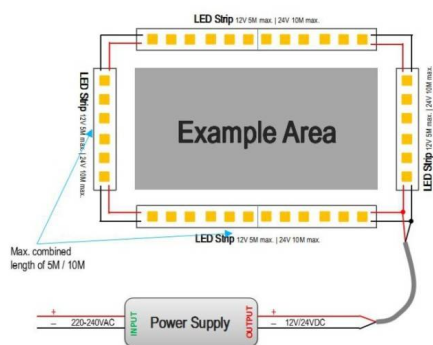 LED Strip 12V 5M max. | 24V 10M max.
LED Strip 12V 5M max. | 24V 10M max.
Example Area
LED Strip 12V 5M max. | 24V 10M max.
LED Strip 12V 5M max. | 24V 10M max.
Max. combined
length of 5M / 10M
+
220-240VAC
−
INPUT
Power Supply
OUTPUT
+
12V/24VDC
−